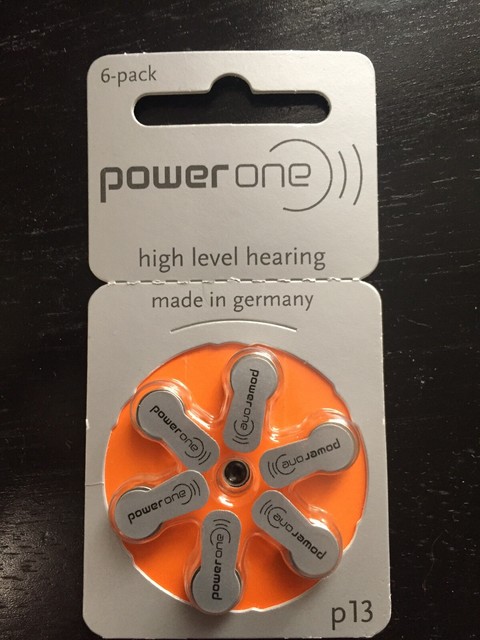 6-pack
power one
high level hearing
made in germany
power one
power one
power one
power one
power one
power one
p13